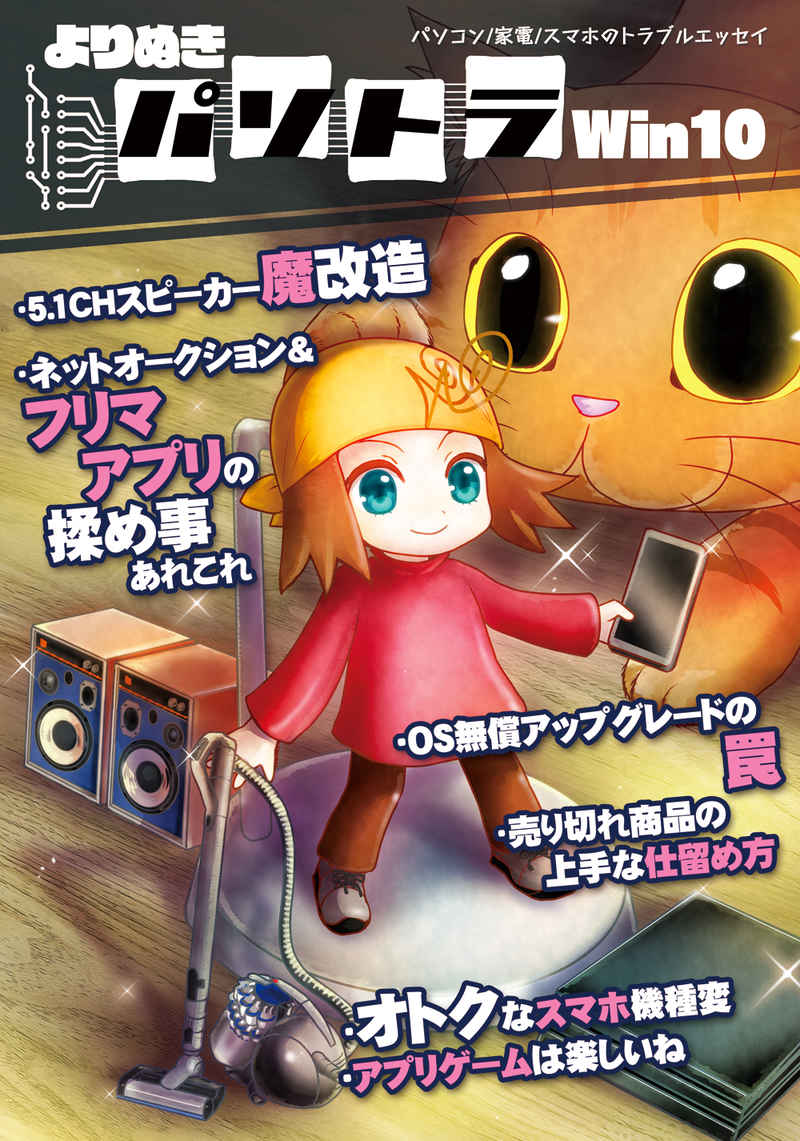 パソコン/家電/スマホのトラブルエッセイ
よりぬき
パソトラ Win10
・5.1CHスピーカー魔改造
・ネットオークション&
フリマ
アプリの
揉め事
あれこれ
・OS無償アップグレードの
罠
・売り切れ商品の
上手な仕留め方
・オトクなスマホ機種変
・アプリゲームは楽しいね